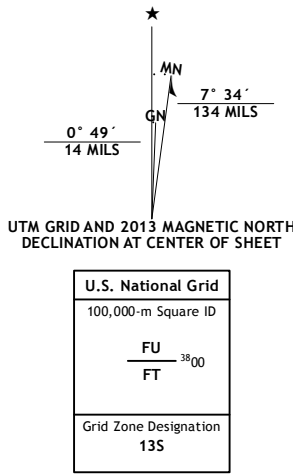 ★
MN
7° 34´
134 MILS
GN
0° 49´
14 MILS
UTM GRID AND 2013 MAGNETIC NORTH
DECLINATION AT CENTER OF SHEET
U.S. National Grid
100,000-m Square ID
FU
3800
FT
Grid Zone Designation
13S